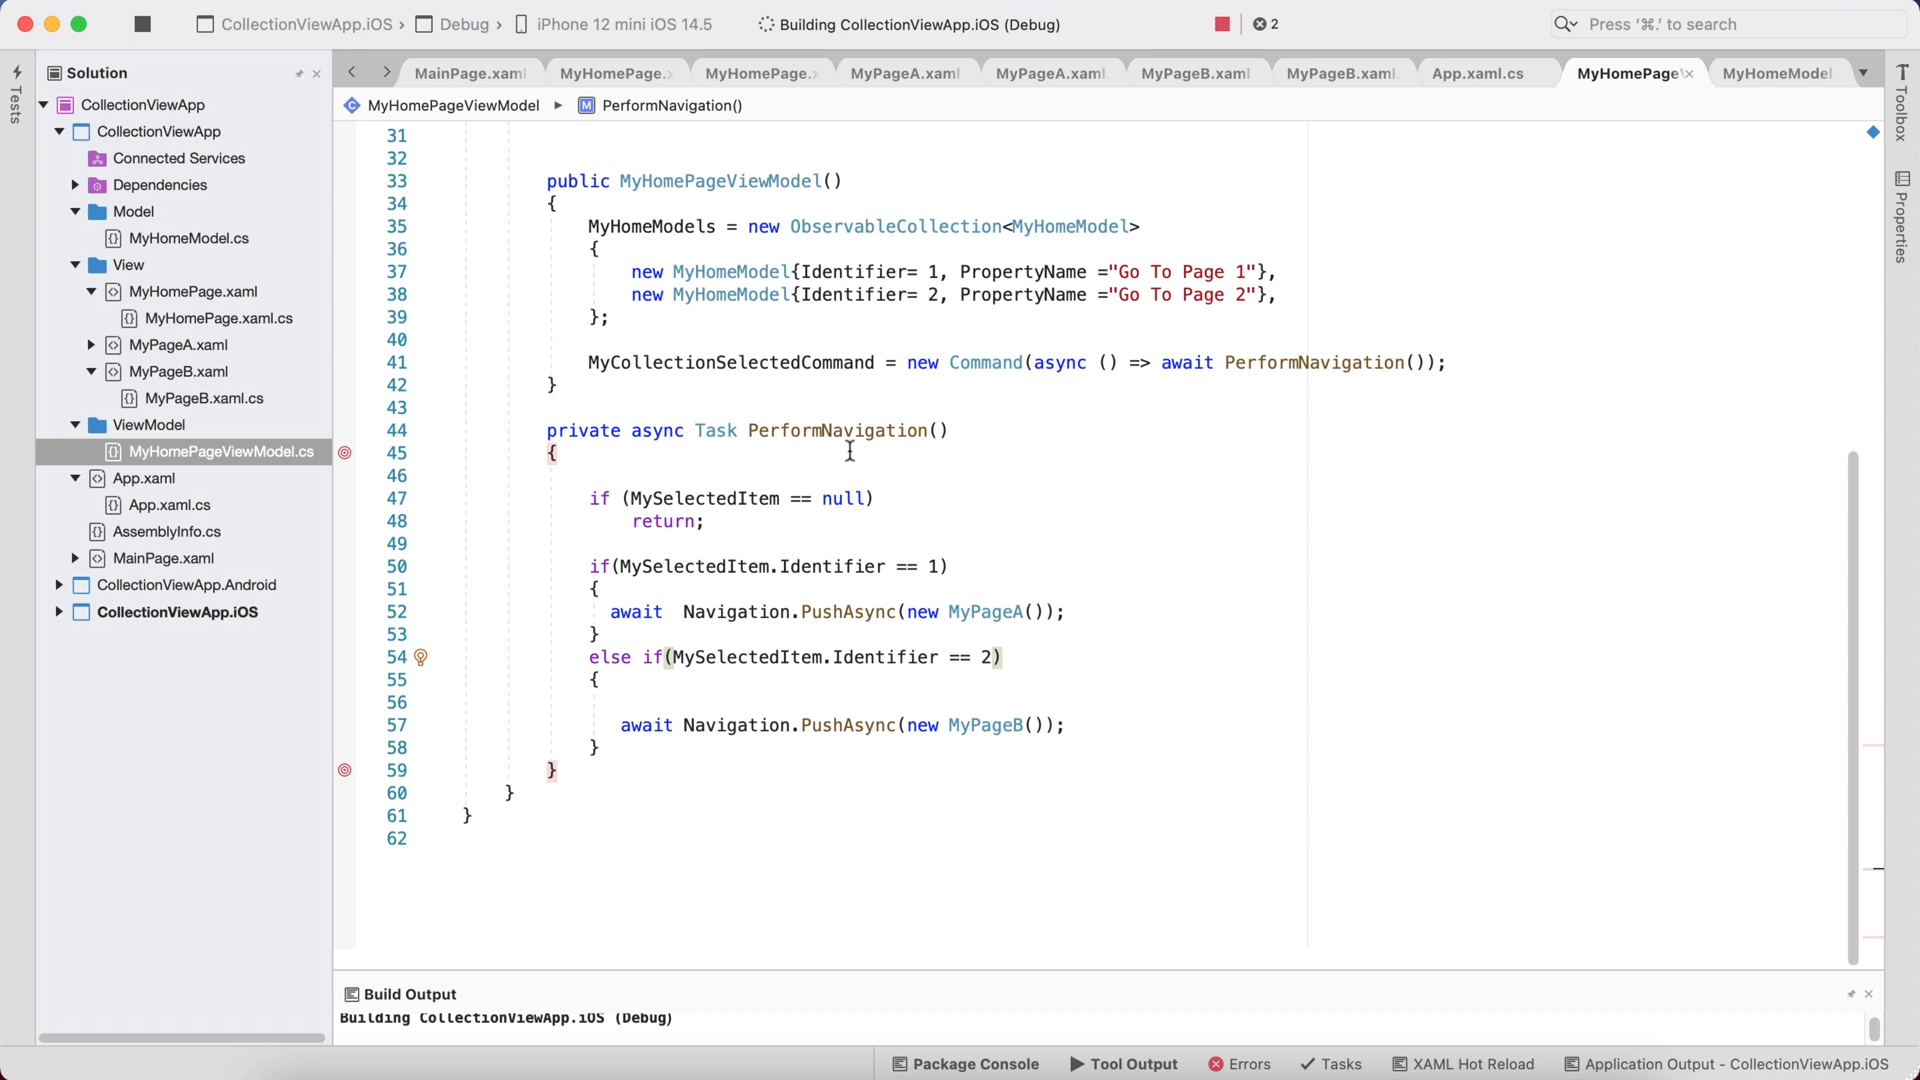 CollectionViewApp.iOS › Debug › iPhone 12 mini iOS 14.5
Building CollectionViewApp.iOS (Debug)
2
Press '⌘.' to search
Tests
Solution
CollectionViewApp
CollectionViewApp
Connected Services
Dependencies
Model
MyHomeModel.cs
View
MyHomePage.xaml
MyHomePage.xaml.cs
MyPageA.xaml
MyPageB.xaml
MyPageB.xaml.cs
ViewModel
MyHomePageViewModel.cs
App.xaml
App.xaml.cs
AssemblyInfo.cs
MainPage.xaml
CollectionViewApp.Android
CollectionViewApp.iOS
MainPage.xaml MyHomePage.x MyHomePage.x MyPageA.xaml MyPageA.xaml. MyPageB.xaml MyPageB.xaml. App.xaml.cs MyHomePage MyHomeModel.
MyHomePageViewModel PerformNavigation()
31
32
33 public MyHomePageViewModel()
34 {
35 MyHomeModels = new ObservableCollection<MyHomeModel>
36 {
37 new MyHomeModel{Identifier= 1, PropertyName ="Go To Page 1"},
38 new MyHomeModel{Identifier= 2, PropertyName ="Go To Page 2"},
39 };
40
41 MyCollectionSelectedCommand = new Command(async () => await PerformNavigation());
42 }
43
44 private async Task PerformNavigation()
45 {
46
47 if (MySelectedItem == null)
48 return;
49
50 if(MySelectedItem.Identifier == 1)
51 {
52 await  Navigation.PushAsync(new MyPageA());
53 }
54 else if(MySelectedItem.Identifier == 2)
55 {
56
57 await Navigation.PushAsync(new MyPageB());
58 }
59 }
60 }
61 }
62
Toolbox
Properties
Build Output
Building CollectionViewApp.iOS (Debug)
Package Console Tool Output Errors Tasks XAML Hot Reload Application Output - CollectionViewApp.iOS